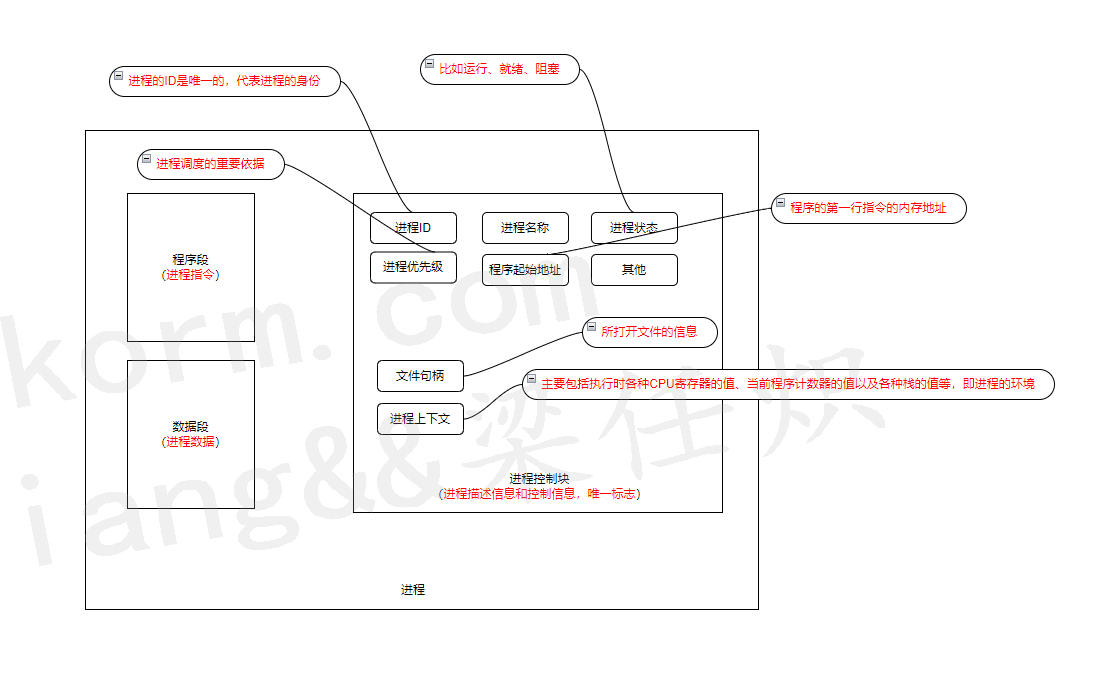 进程的ID是唯一的，代表进程的身份
比如运行、就绪、阻塞
进程调度的重要依据
程序的第一行指令的内存地址
进程ID
进程名称
进程状态
进程优先级
程序起始地址
其他
程序段
（进程指令）
所打开文件的信息
文件句柄
主要包括执行时各种CPU寄存器的值、当前程序计数器的值以及各种栈的值等，即进程的环境
进程上下文
数据段
（进程数据）
进程控制块
（进程描述信息和控制信息，唯一标志）
进程
korm.com
iang&&梁任炽